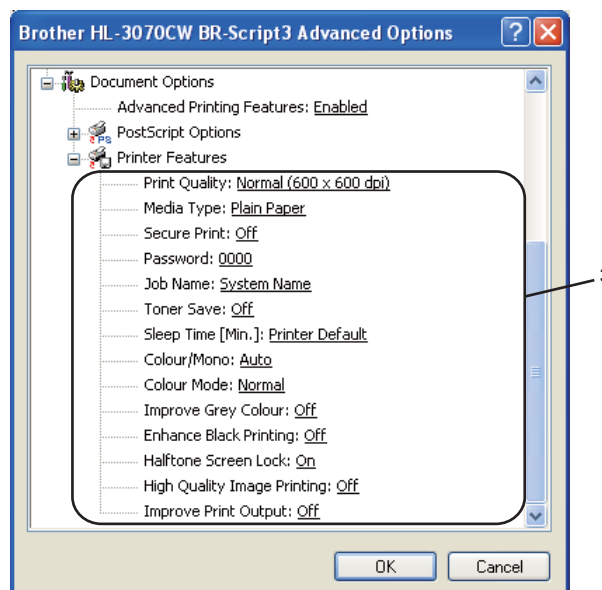 Brother HL-3070CW BR-Script3 Advanced Options
Document Options
Advanced Printing Features: Enabled
PostScript Options
Printer Features
Print Quality: Normal (600 x 600 dpi)
Media Type: Plain Paper
Secure Print: Off
Password: 0000
Job Name: System Name
Toner Save: Off
Sleep Time [Min.]: Printer Default
Colour/Mono: Auto
Colour Mode: Normal
Improve Grey Colour: Off
Enhance Black Printing: Off
Halftone Screen Lock: On
High Quality Image Printing: Off
Improve Print Output: Off
OK Cancel